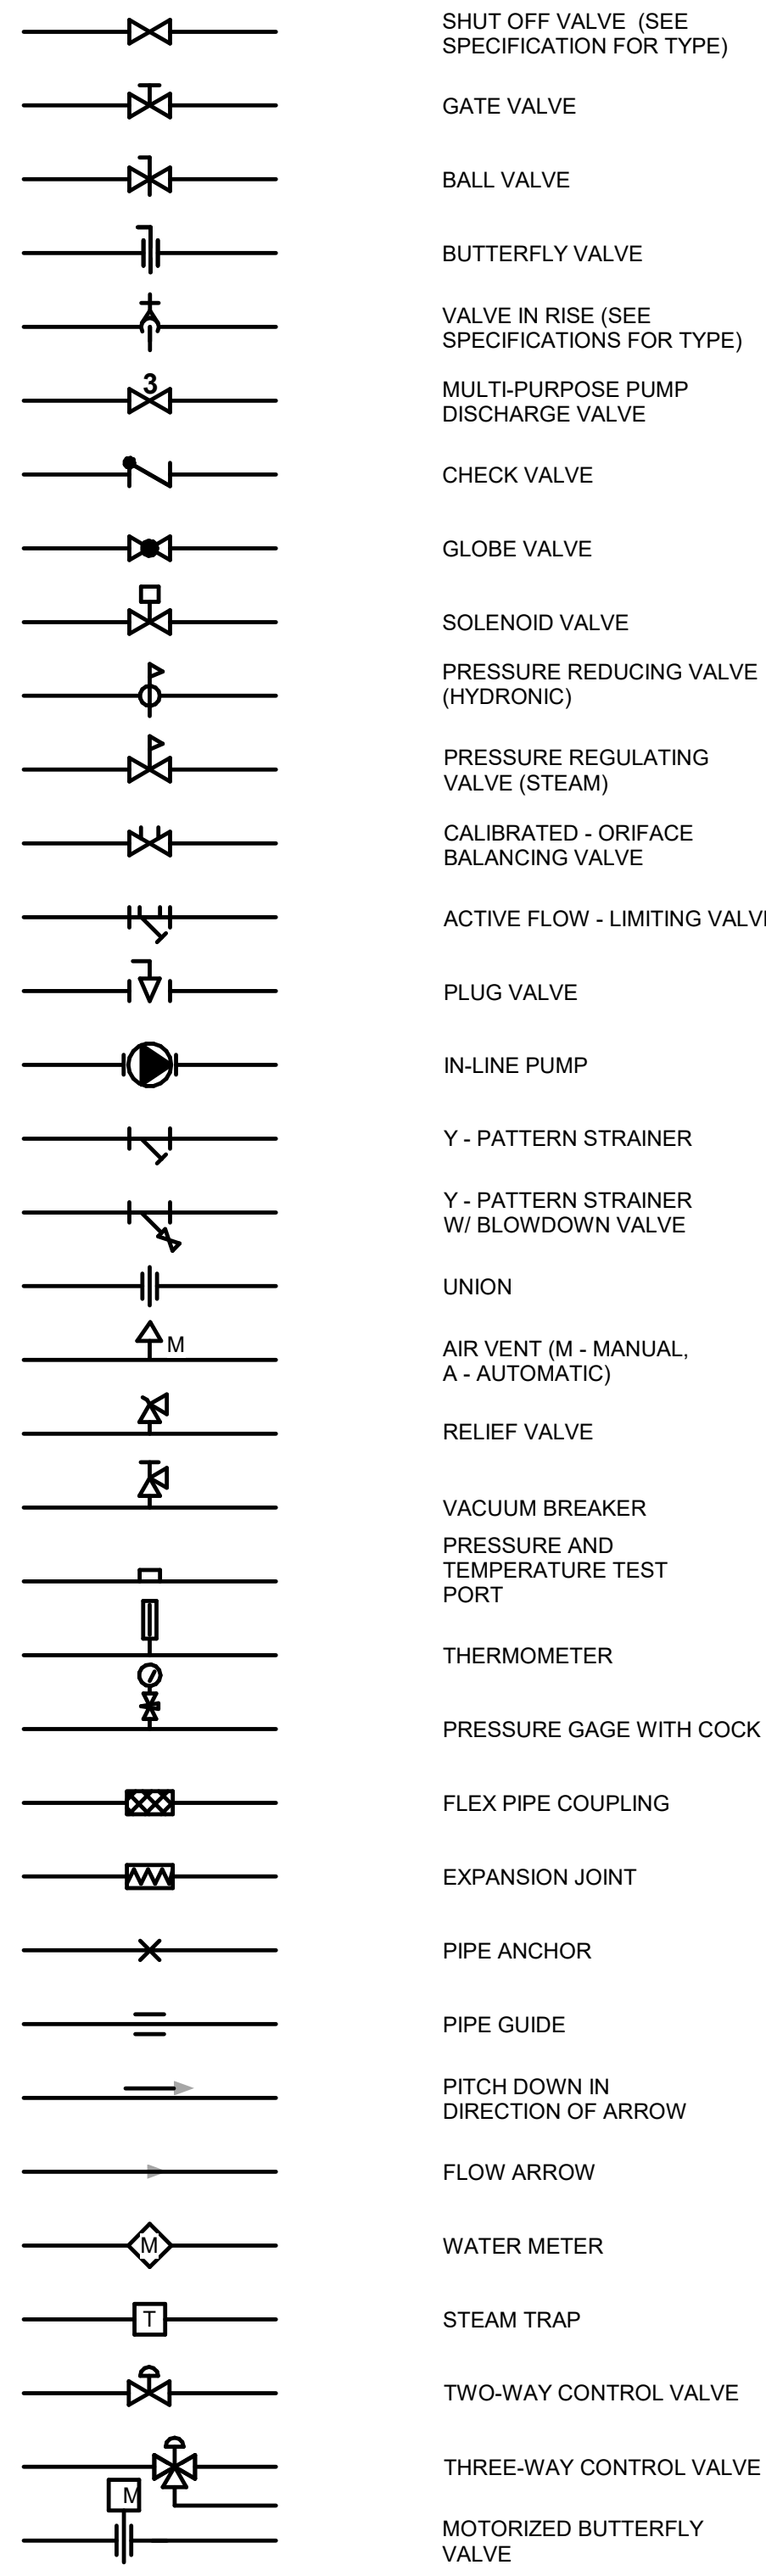 SHUT OFF VALVE (SEE
SPECIFICATION FOR TYPE)
GATE VALVE
BALL VALVE
BUTTERFLY VALVE
VALVE IN RISE (SEE
SPECIFICATIONS FOR TYPE)
3
MULTI-PURPOSE PUMP
DISCHARGE VALVE
CHECK VALVE
GLOBE VALVE
SOLENOID VALVE
PRESSURE REDUCING VALVE
(HYDRONIC)
PRESSURE REGULATING
VALVE (STEAM)
CALIBRATED - ORIFACE
BALANCING VALVE
ACTIVE FLOW - LIMITING VALV
PLUG VALVE
IN-LINE PUMP
Y - PATTERN STRAINER
Y - PATTERN STRAINER
W/ BLOWDOWN VALVE
UNION
M
AIR VENT (M - MANUAL,
A - AUTOMATIC)
RELIEF VALVE
VACUUM BREAKER
PRESSURE AND
TEMPERATURE TEST
PORT
THERMOMETER
PRESSURE GAGE WITH COCK
FLEX PIPE COUPLING
EXPANSION JOINT
PIPE ANCHOR
PIPE GUIDE
PITCH DOWN IN
DIRECTION OF ARROW
FLOW ARROW
M
WATER METER
T
STEAM TRAP
TWO-WAY CONTROL VALVE
THREE-WAY CONTROL VALVE
M
MOTORIZED BUTTERFLY
VALVE